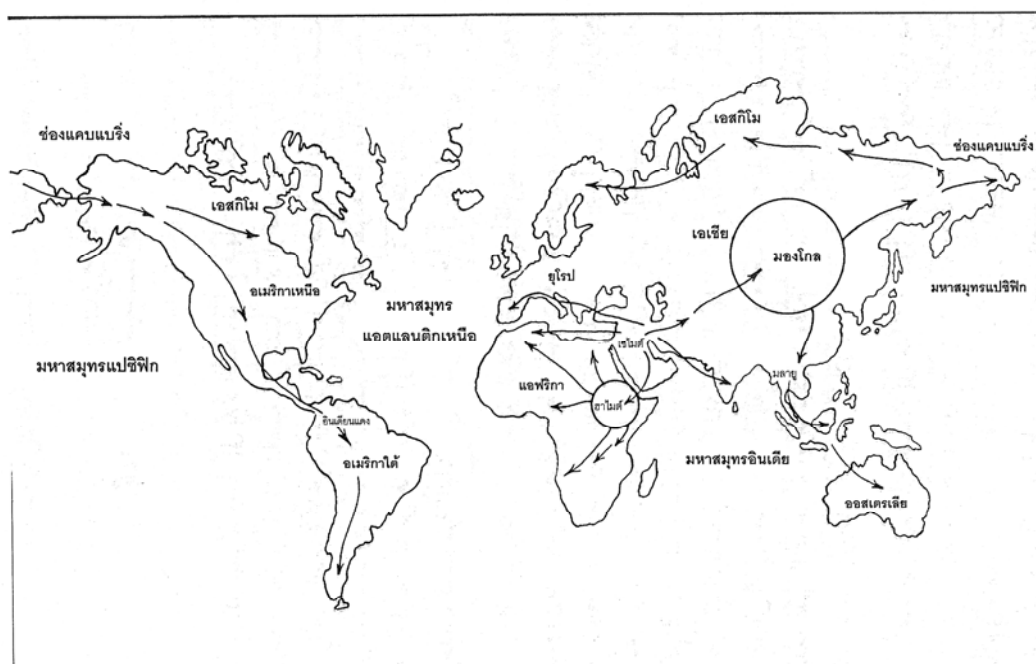 ช่องแคบแบริ่ง
เอสกิโม
อเมริกาเหนือ
มหาสมุทร
แอตแลนติกเหนือ
มหาสมุทรแปซิฟิก
อินเดียนแดง
อเมริกาใต้
เอสกิโม
ช่องแคบแบริ่ง
เอเซีย
มองโกล
ยุโรป
มหาสมุทรแปซิฟิก
เซไมต์
มลายู
แอฟริกา
ฮาไมต์
มหาสมุทรอินเดีย
ออสเตรเลีย